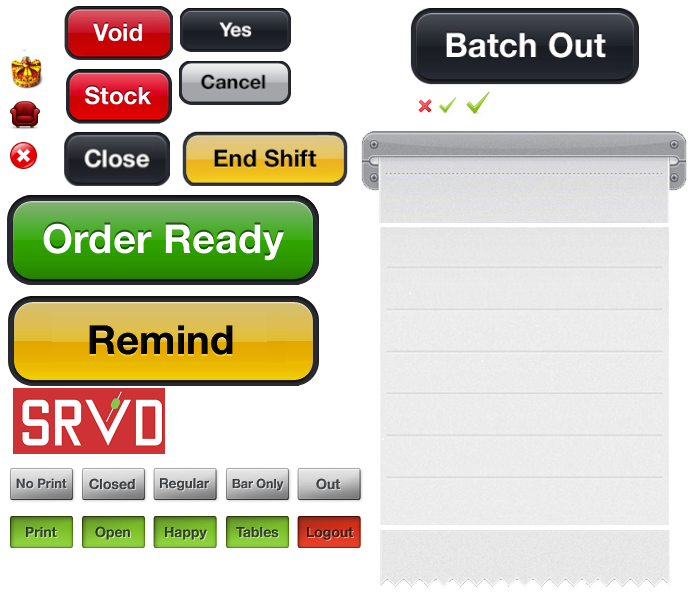 Void
Yes
Batch Out
Stock
Cancel
Close
End Shift
Order Ready
Remind
SRVD
No Print
Closed
Regular
Bar Only
Out
Print
Open
Happy
Tables
Logout